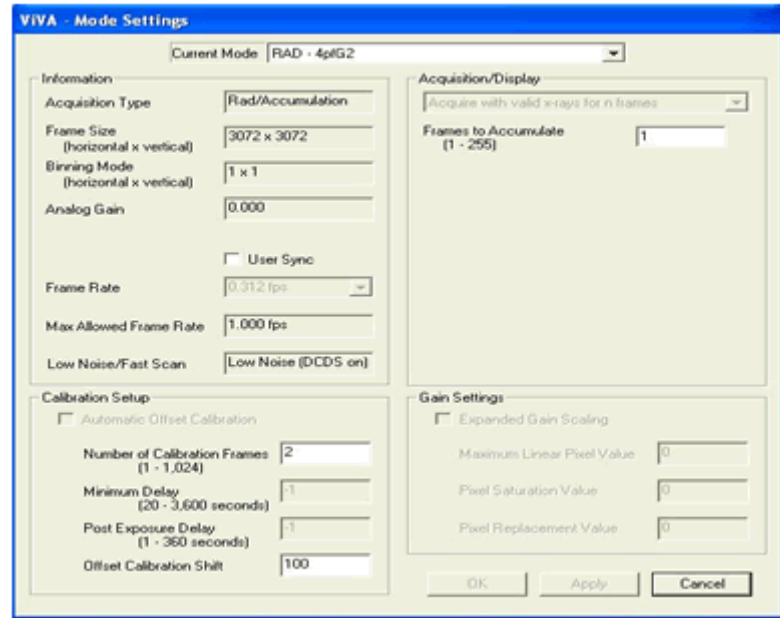 ViVA - Mode Settings
Current Mode RAD - 4pfG2
Information
Acquisition Type Rad/Accumulation
Frame Size 3072 x 3072
(horizontal x vertical)
Binning Mode 1 x 1
(horizontal x vertical)
Analog Gain 0.000
User Sync
Frame Rate 0.312 fps
Max Allowed Frame Rate 1.000 fps
Low Noise/Fast Scan Low Noise (DCDS on)
Acquisition/Display
Acquire with valid x-rays for n frames
Frames to Accumulate 1
(1 - 255)
Calibration Setup
Automatic Offset Calibration
Number of Calibration Frames 2
(1 - 1,024)
Minimum Delay -1
(20 - 3,600 seconds)
Post Exposure Delay -1
(1 - 360 seconds)
Offset Calibration Shift 100
Gain Settings
Expanded Gain Scaling
Maximum Linear Pixel Value 0
Pixel Saturation Value 0
Pixel Replacement Value 0
OK Apply Cancel